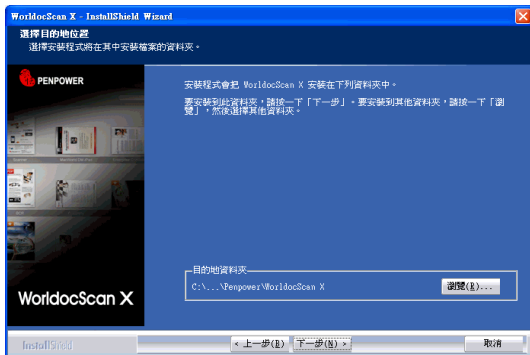 WorldocScan X - InstallShield Wizard
選擇目的地位置
選擇安裝程式將在其中安裝檔案的資料夾。
PENPOWER
安裝程式會把 WorldocScan X 安裝在下列資料夾中。
要安裝到此資料夾，請按一下「下一步」。要安裝到其他資料夾，請按一下「瀏
覽」，然後選擇其他資料夾。
目的地資料夾
C:\...\Penpower\WorldocScan X
瀏覽(R)...
WorldocScan X
InstallShield
< 上一步(B)
下一步(N) >
取消